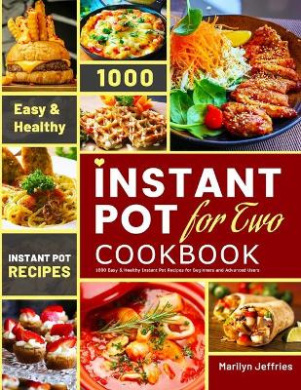 1000
Easy &
Healthy
INSTANT
POT for Two
COOKBOOK
1000 Easy & Healthy Instant Pot Recipes for Beginners and Advanced Users
INSTANT POT
RECIPES
Marilyn Jeffries